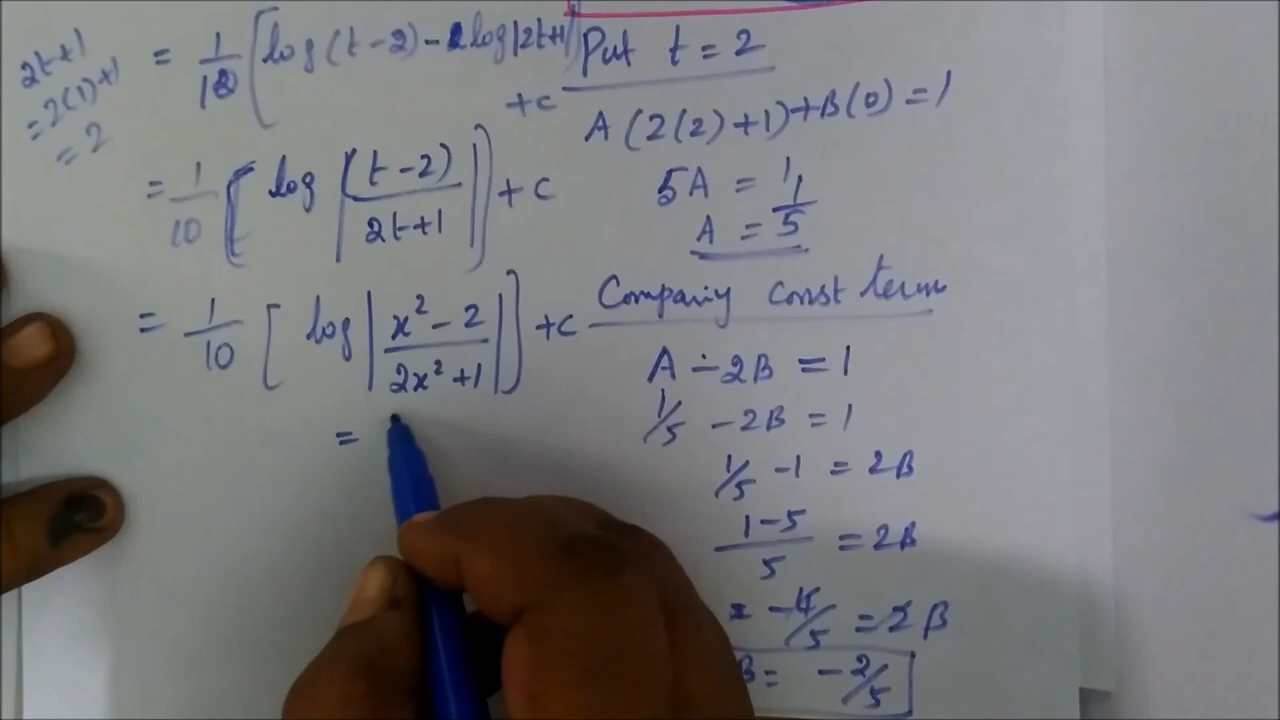 2t+1
=2(1)+1
=2
= 1/10 [log(t-2) - log|2t+1|] +c
= 1/10 [log |(t-2)/2t+1|] +c
= 1/10 [log |x²-2/2x²+1|] +c
=
Put t=2
A(2(2)+1)+B(0)=1
5A = 1
A = 1/5
Compariy const term
A-2B=1
1/5 -2B =1
1/5 -1 = 2B
1-5/5 =2B
= -4/5 =2B
B= -2/5